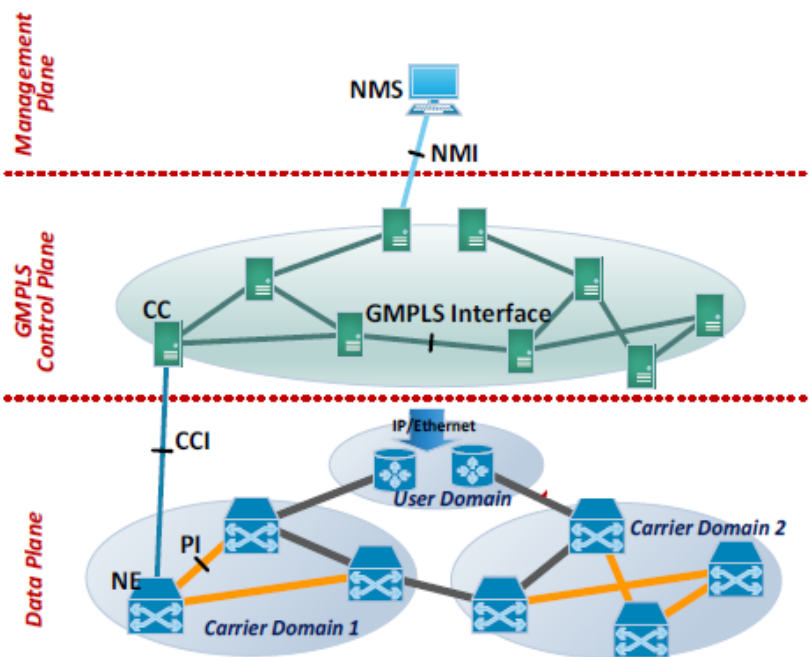 Management
Plane
NMS
NMI
GMPLS
Control Plane
CC
GMPLS Interface
IP/Ethernet
CCI
User Domain
Data Plane
PI
NE
Carrier Domain 2
Carrier Domain 1